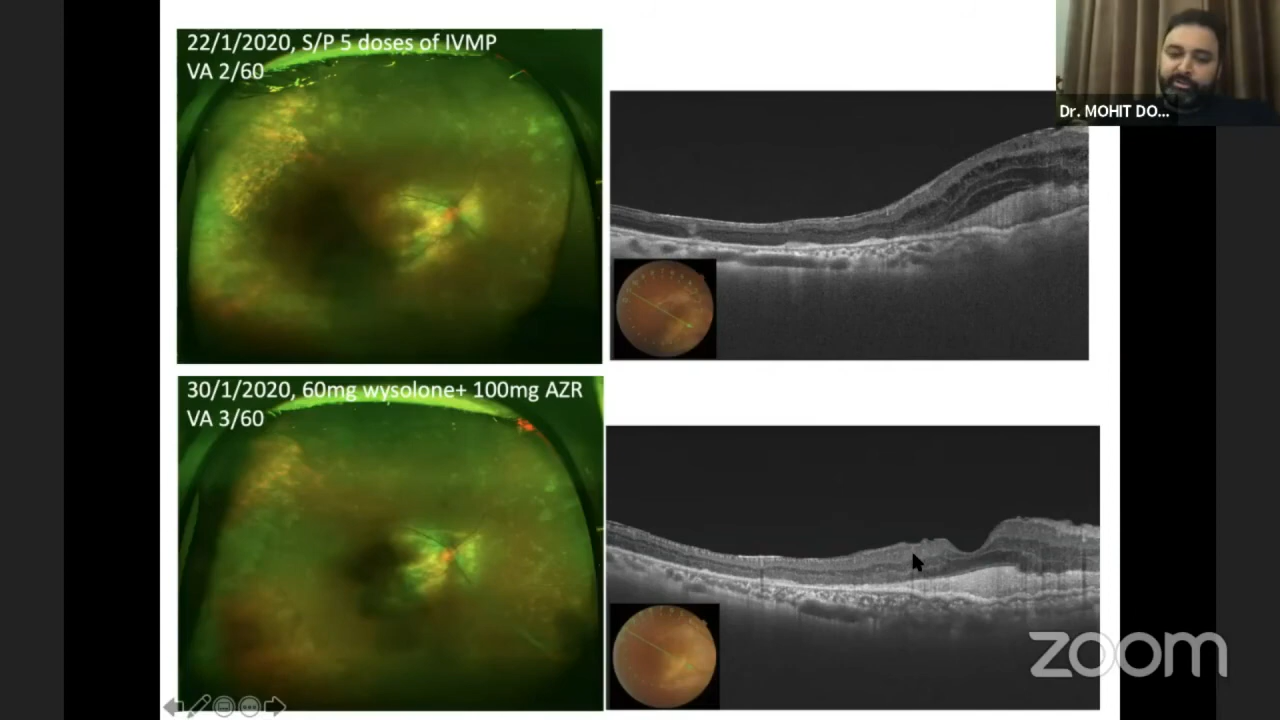 22/1/2020, S/P 5 doses of IVMP
VA 2/60
Dr. MOHIT DO...
30/1/2020, 60mg wysolone+ 100mg AZR
VA 3/60
zoom